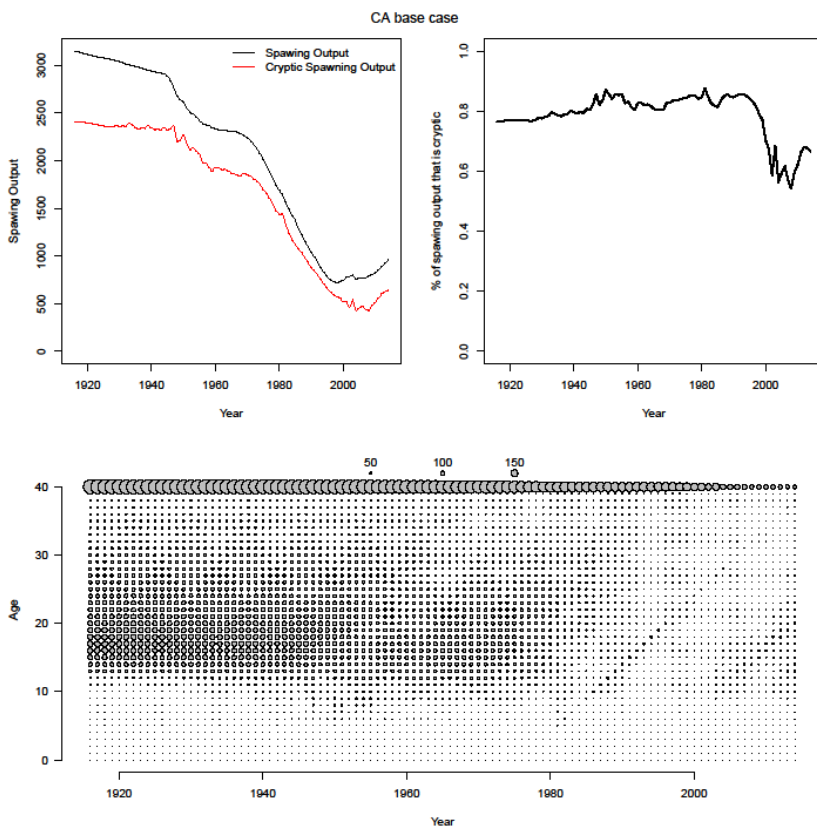 CA base case
Spawing Output
Cryptic Spawning Output
Spawing Output
0 500 1000 1500 2000 2500 3000
1920 1940 1960 1980 2000
Year
% of spawing output that is cryptic
0.0 0.2 0.4 0.6 0.8 1.0
1920 1940 1960 1980 2000
Year
50 100 150
Age
0 10 20 30 40
1920 1940 1960 1980 2000
Year